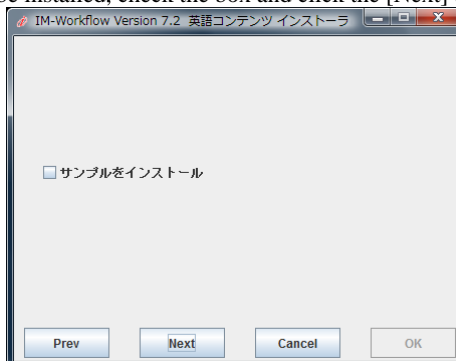 be installed, check the box and click the [Next]
IM-Workflow Version 7.2 英語コンテンツ インストーラ
サンプルをインストール
Prev Next Cancel OK